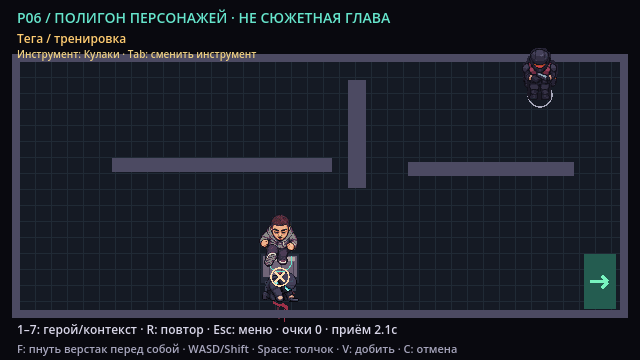 P06 / ПОЛИГОН ПЕРСОНАЖЕЙ · НЕ СЮЖЕТНАЯ ГЛАВА
Тега / тренировка
Инструмент: Кулаки · Tab: сменить инструмент
1–7: герой/контекст · R: повтор · Esc: меню · очки 0 · приём 2.1с
F: пнуть верстак перед собой · WASD/Shift · Space: толчок · V: добить · C: отмена